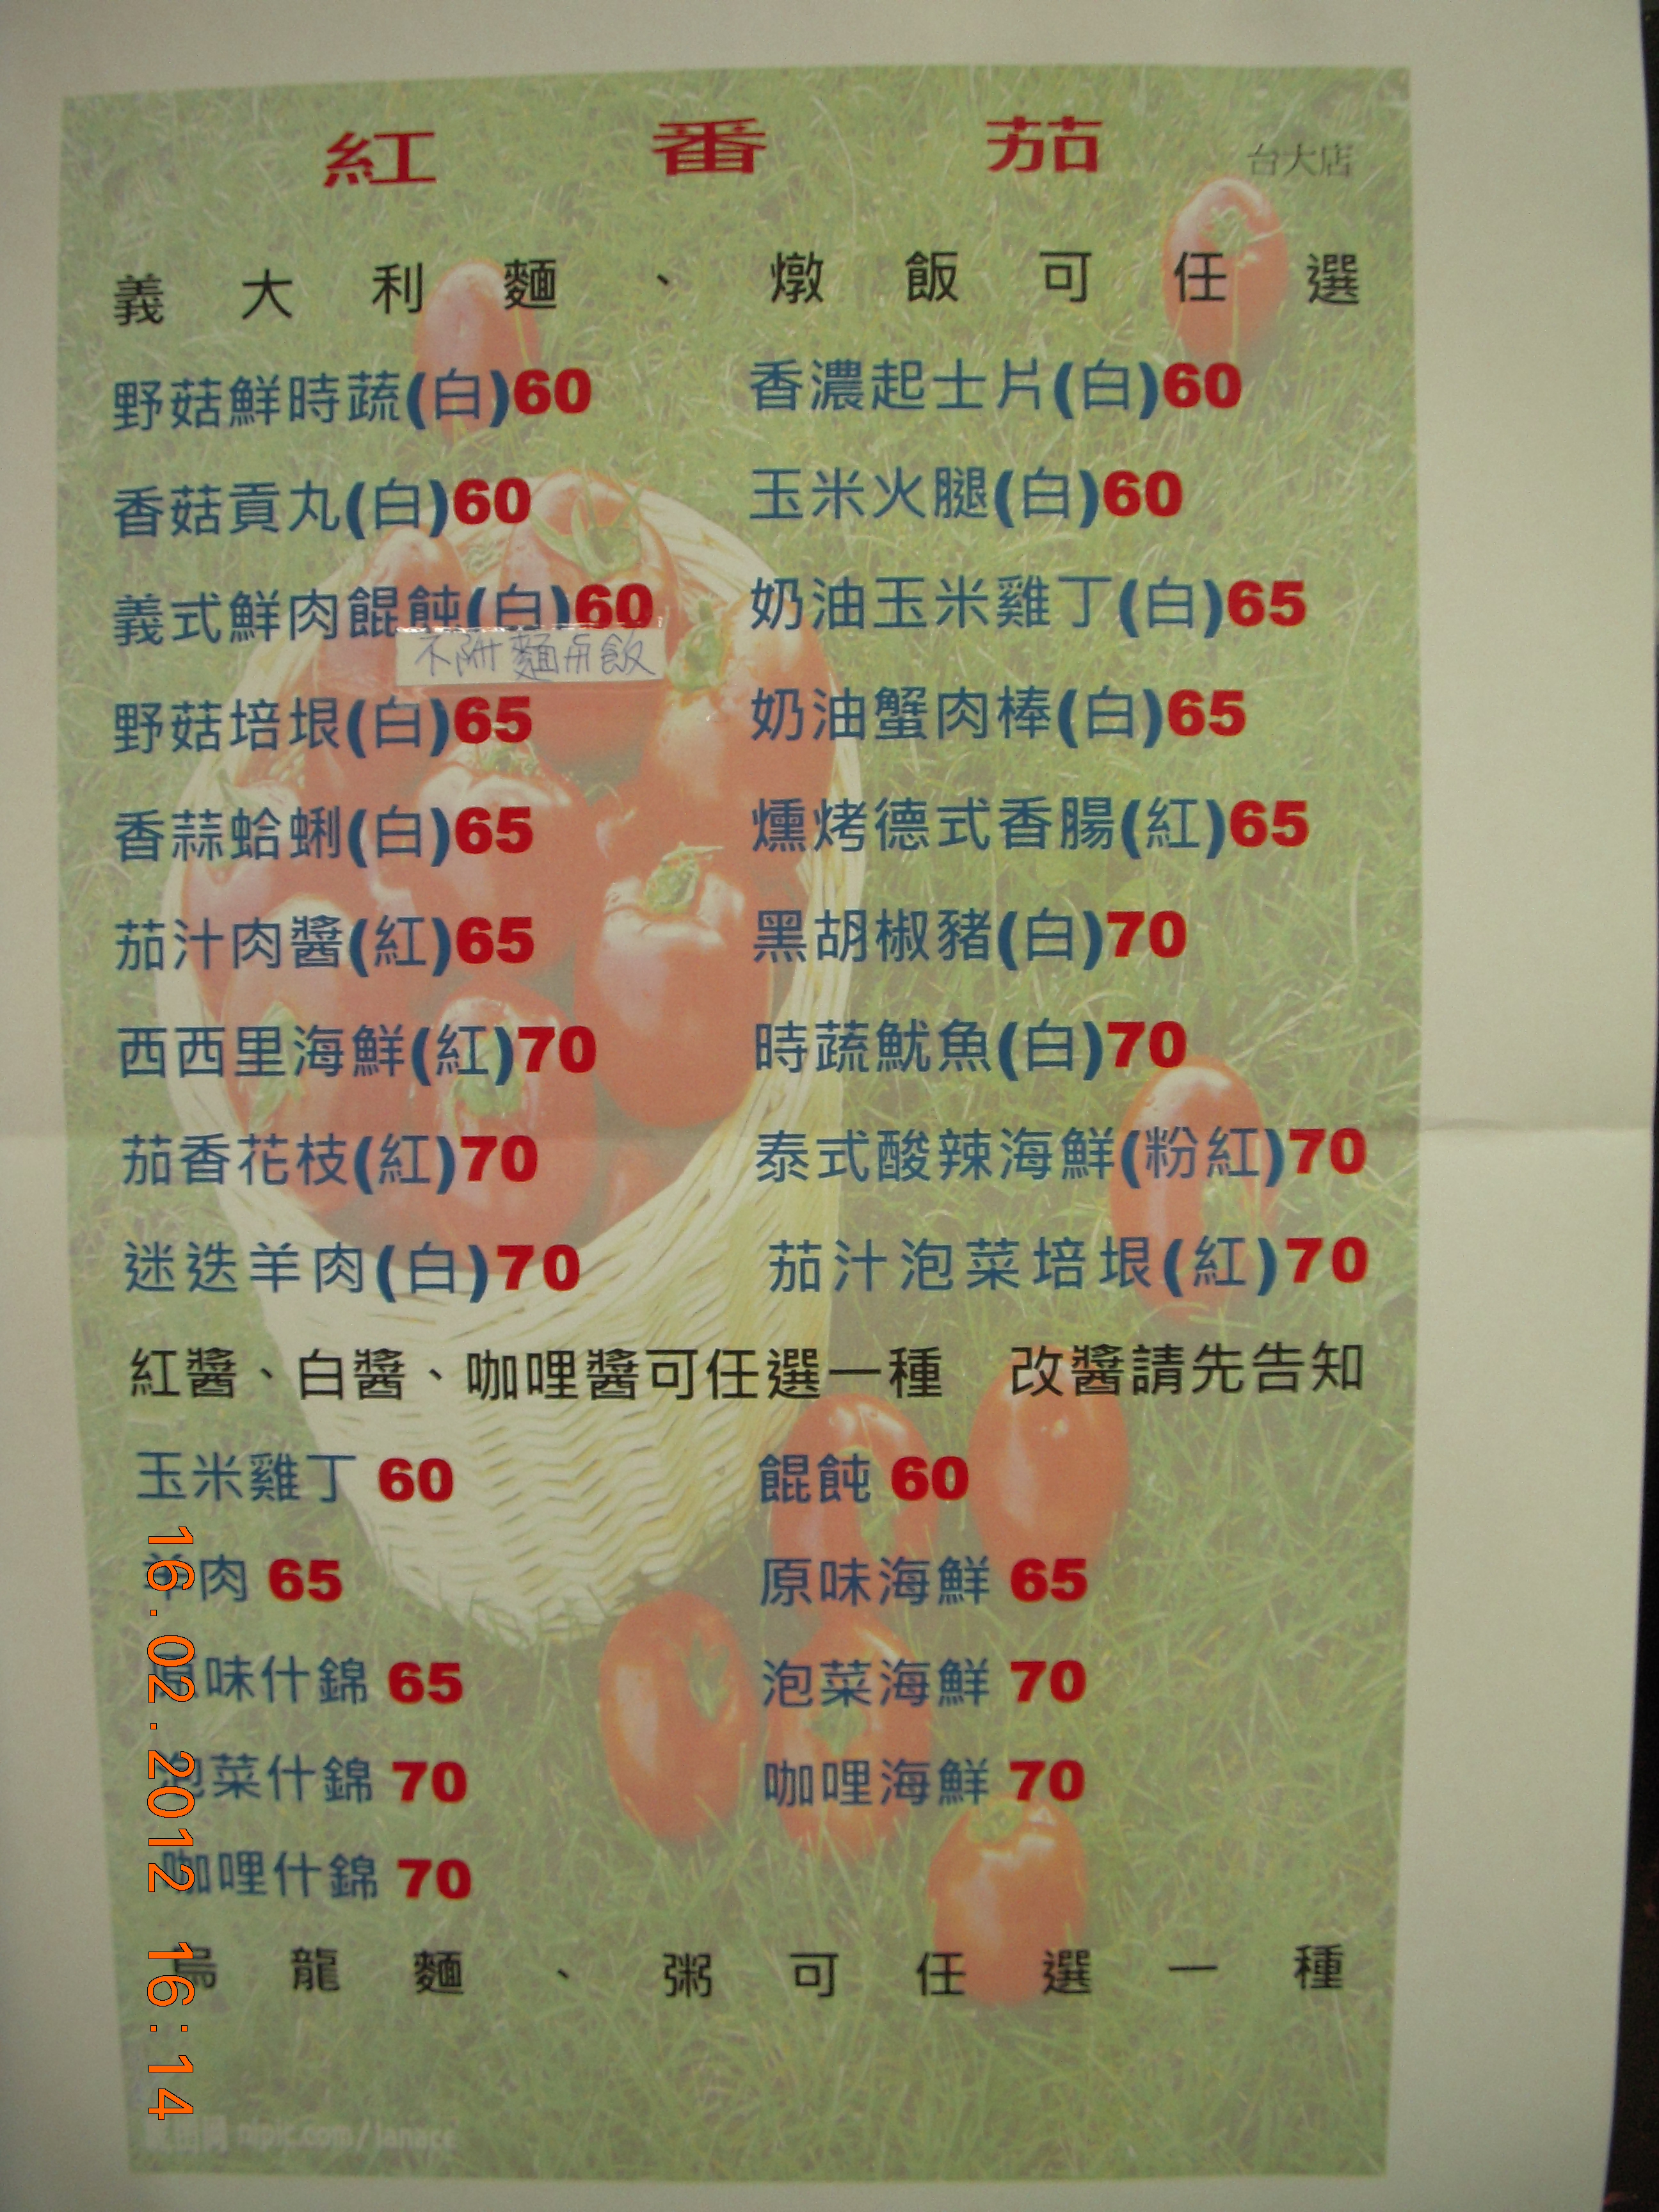 紅番茄 台大店
義大利麵、燉飯可任選
野菇鮮時蔬(白)60 香濃起士片(白)60
香菇貢丸(白)60 玉米火腿(白)60
義式鮮肉餛飩(白)60 奶油玉米雞丁(白)65
不附麵與飯
野菇培垠(白)65 奶油蟹肉棒(白)65
香蒜蛤蜊(白)65 燻烤德式香腸(紅)65
茄汁肉醬(紅)65 黑胡椒豬(白)70
西西里海鮮(紅)70 時蔬魷魚(白)70
茄香花枝(紅)70 泰式酸辣海鮮(粉紅)70
迷迭羊肉(白)70 茄汁泡菜培垠(紅)70
紅醬、白醬、咖哩醬可任選一種 改醬請先告知
玉米雞丁 60 餛飩 60
羊肉 65 原味海鮮 65
原味什錦 65 泡菜海鮮 70
泡菜什錦 70 咖哩海鮮 70
咖哩什錦 70
烏龍麵、粥可任選一種
nipic.com/janace
16.02.2012 16:14